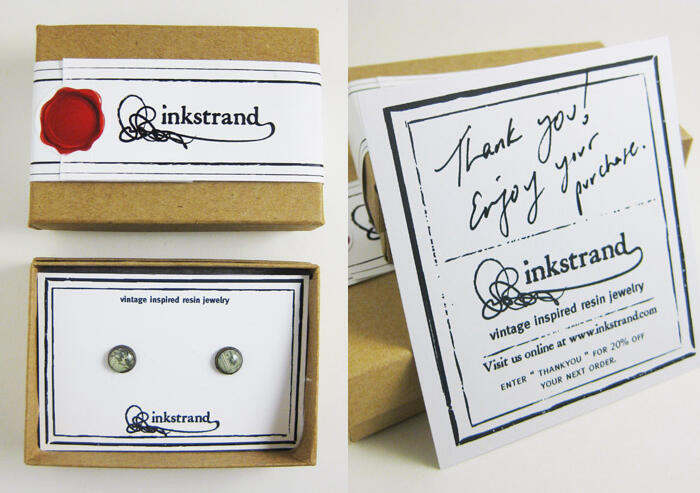 inkstrand
vintage inspired resin jewelry
inkstrand
Thank you!
Enjoy your
purchase.
inkstrand
vintage inspired resin jewelry
Visit us online at www.inkstrand.com
ENTER "THANKYOU" FOR 20% OFF
YOUR NEXT ORDER.